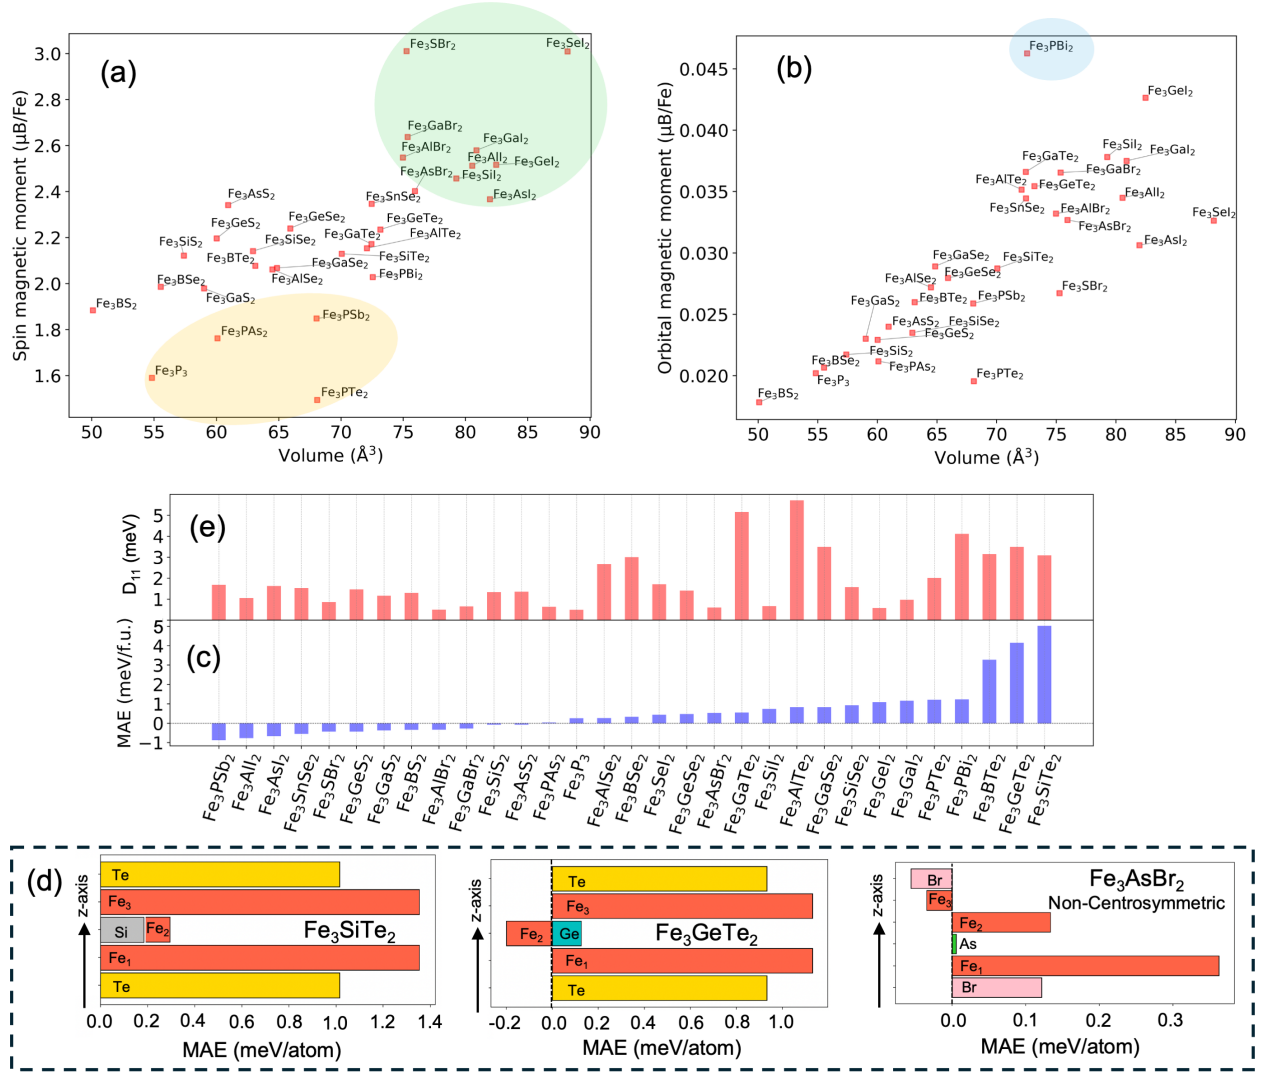 (a)
Spin magnetic moment (μB/Fe)
3.0
2.8
2.6
2.4
2.2
2.0
1.8
1.6
Fe₃SBr₂
Fe₃SeI₂
Fe₃GaBr₂
Fe₃AlBr₂
Fe₃GaI₂
Fe₃AlI₂
Fe₃GeI₂
Fe₃AsBr₂
Fe₃SiI₂
Fe₃AsI₂
Fe₃SnSe₂
Fe₃AsS₂
Fe₃GeS₂
Fe₃GeSe₂
Fe₃GeTe₂
Fe₃GaTe₂
Fe₃AlTe₂
Fe₃SiS₂
Fe₃SiSe₂
Fe₃BTe₂
Fe₃GaSe₂
Fe₃SiTe₂
Fe₃AlSe₂
Fe₃PBi₂
Fe₃BSe₂
Fe₃GaS₂
Fe₃BS₂
Fe₃PSb₂
Fe₃PAs₂
Fe₃P₃
Fe₃PTe₂
50 55 60 65 70 75 80 85 90
Volume (Å³)
(b)
Orbital magnetic moment (μB/Fe)
0.045
0.040
0.035
0.030
0.025
0.020
Fe₃PBi₂
Fe₃GeI₂
Fe₃SiI₂
Fe₃GaI₂
Fe₃GaTe₂
Fe₃GaBr₂
Fe₃AlTe₂
Fe₃GeTe₂
Fe₃AlI₂
Fe₃SnSe₂
Fe₃AlBr₂
Fe₃AsBr₂
Fe₃SeI₂
Fe₃AsI₂
Fe₃GaSe₂
Fe₃SiTe₂
Fe₃AlSe₂
Fe₃GeSe₂
Fe₃SBr₂
Fe₃GaS₂
Fe₃BTe₂
Fe₃PSb₂
Fe₃AsS₂
Fe₃SiSe₂
Fe₃GeS₂
Fe₃SiS₂
Fe₃BSe₂
Fe₃PAs₂
Fe₃P₃
Fe₃PTe₂
Fe₃BS₂
50 55 60 65 70 75 80 85 90
Volume (Å³)
(e)
D₁₁ (meV)
5
4
3
2
1
(c)
MAE (meV/f.u.)
5
4
3
2
1
0
−1
Fe₃PSb₂
Fe₃AlI₂
Fe₃AsI₂
Fe₃SnSe₂
Fe₃SBr₂
Fe₃GeS₂
Fe₃GaS₂
Fe₃BS₂
Fe₃AlBr₂
Fe₃GaBr₂
Fe₃SiS₂
Fe₃AsS₂
Fe₃PAs₂
Fe₃P₃
Fe₃AlSe₂
Fe₃BSe₂
Fe₃SeI₂
Fe₃GeSe₂
Fe₃AsBr₂
Fe₃GaTe₂
Fe₃SiI₂
Fe₃AlTe₂
Fe₃GaSe₂
Fe₃SiSe₂
Fe₃GeI₂
Fe₃GaI₂
Fe₃PTe₂
Fe₃PBi₂
Fe₃BTe₂
Fe₃GeTe₂
Fe₃SiTe₂
(d)
z-axis
Te
Fe₃
Si Fe₂
Fe₃SiTe₂
Fe₁
Te
0.0 0.2 0.4 0.6 0.8 1.0 1.2 1.4
MAE (meV/atom)
z-axis
Te
Fe₃
Fe₂ Ge
Fe₃GeTe₂
Fe₁
Te
-0.2 0.0 0.2 0.4 0.6 0.8 1.0
MAE (meV/atom)
z-axis
Br
Fe₃AsBr₂
Fe₃
Non-Centrosymmetric
Fe₂
As
Fe₁
Br
0.0 0.1 0.2 0.3
MAE (meV/atom)